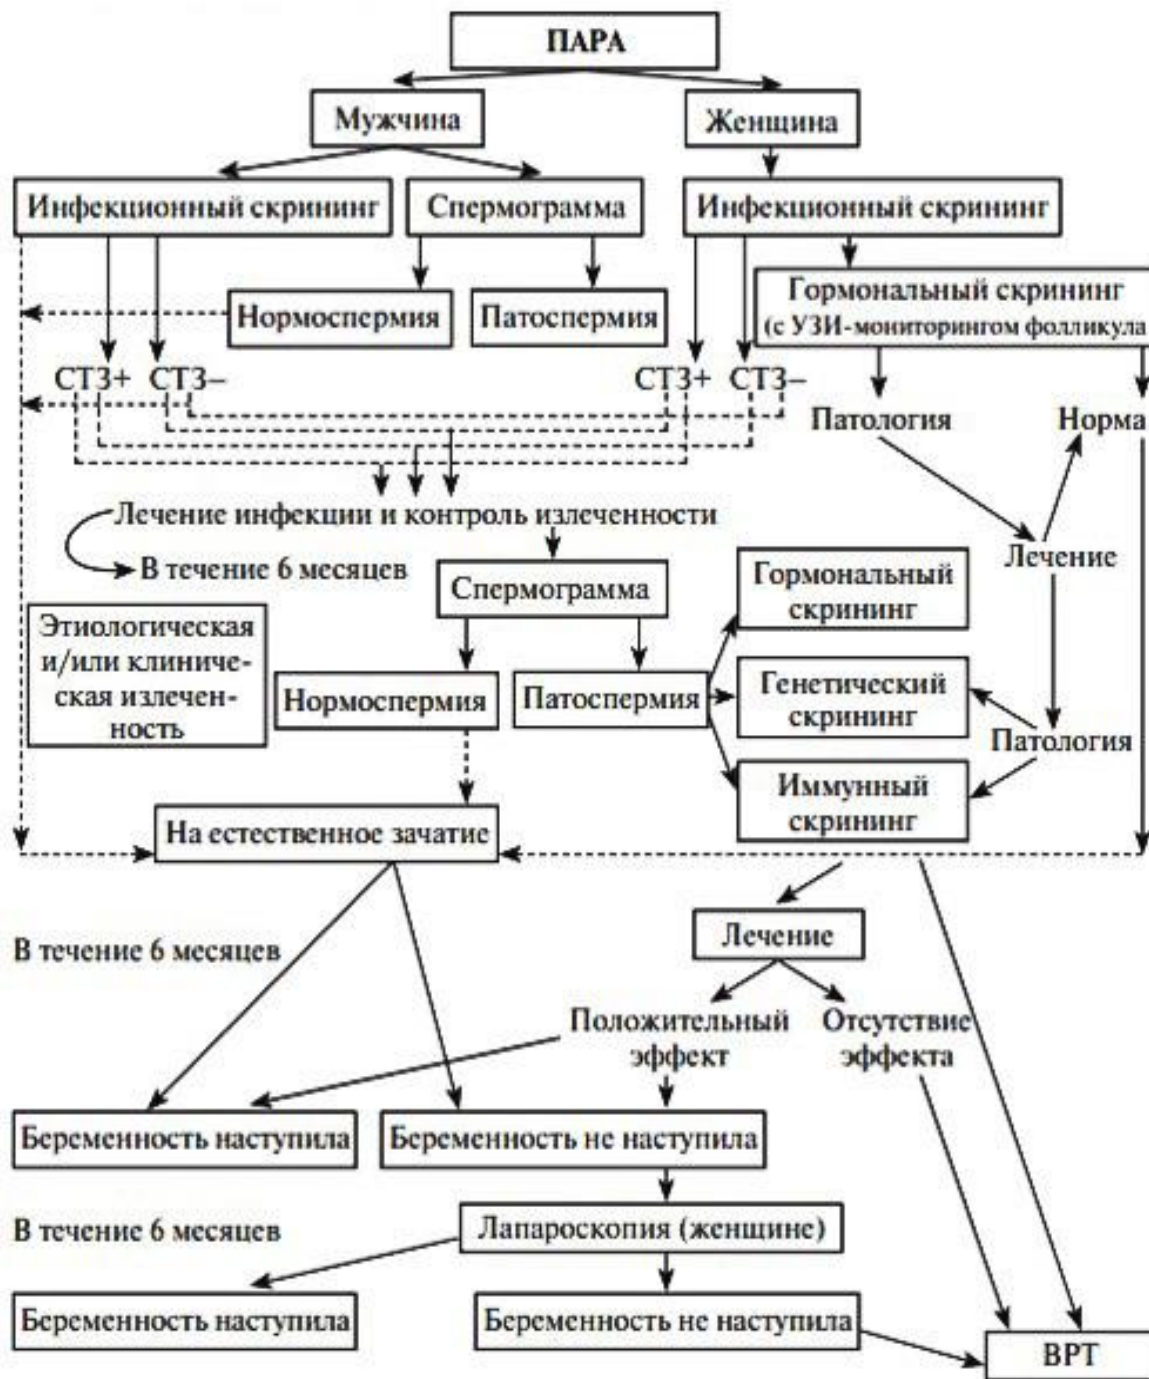 ПАРА
Мужчина
Женщина
Инфекционный скрининг
Спермограмма
Инфекционный скрининг
Гормональный скрининг
(с УЗИ-мониторингом фолликула
Нормоспермия
Патоспермия
СТЗ+
СТЗ–
СТЗ+
СТЗ–
Патология
Норма
Лечение инфекции и контроль излеченности
В течение 6 месяцев
Спермограмма
Гормональный
скрининг
Лечение
Этиологическая
и/или клиниче-
ская излечен-
ность
Нормоспермия
Патоспермия
Генетический
скрининг
Патология
Иммунный
скрининг
На естественное зачатие
В течение 6 месяцев
Лечение
Положительный
эффект
Отсутствие
эффекта
Беременность наступила
Беременность не наступила
В течение 6 месяцев
Лапароскопия (женщине)
Беременность наступила
Беременность не наступила
ВРТ